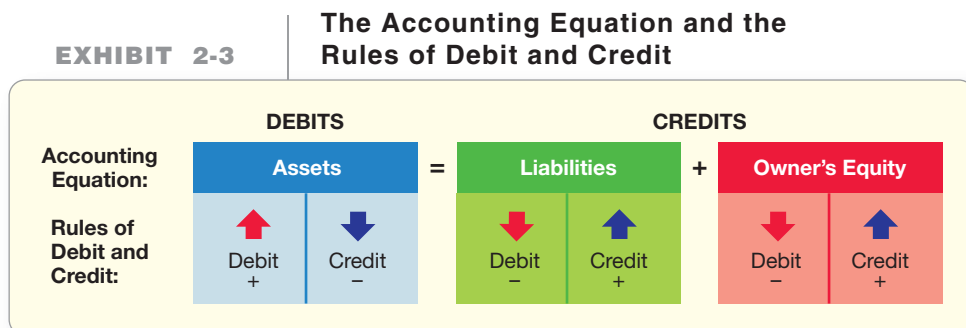 EXHIBIT 2-3
The Accounting Equation and the
Rules of Debit and Credit
DEBITS CREDITS
Accounting
Equation:
Assets = Liabilities + Owner's Equity
Rules of
Debit and
Credit:
Debit Credit Debit Credit Debit Credit
+ – – + – +